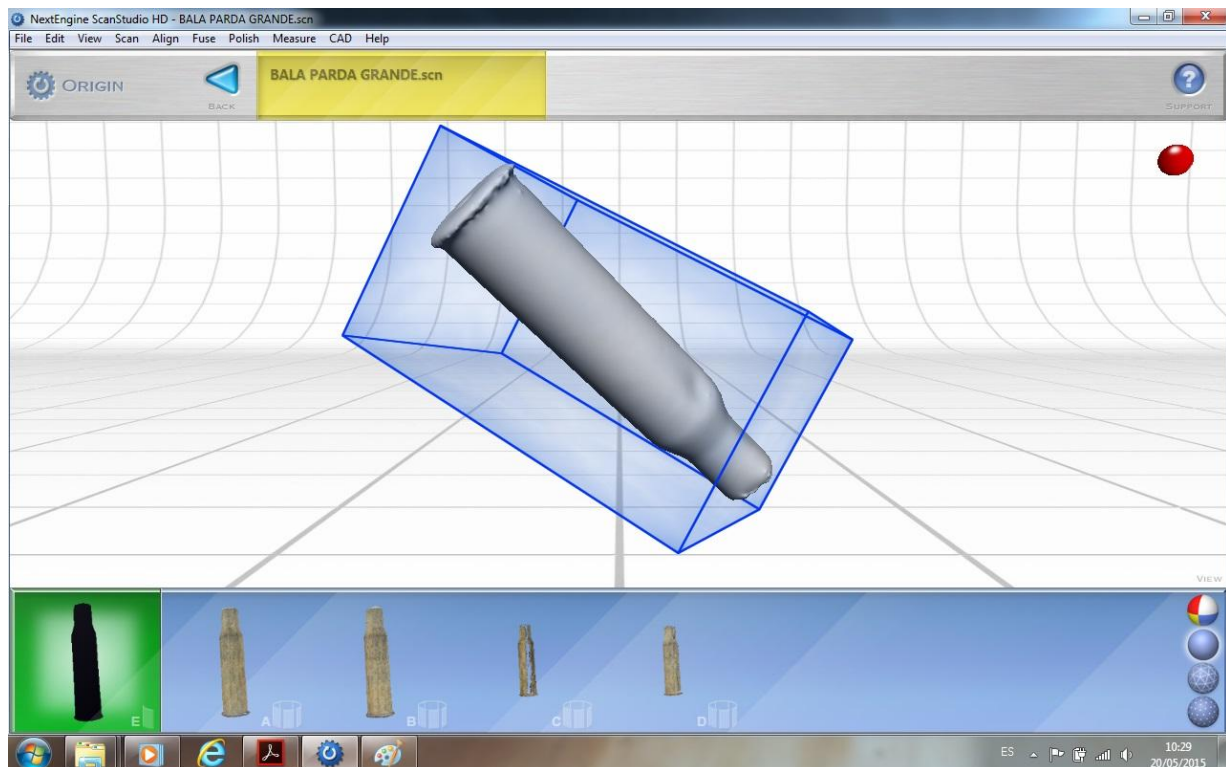 NextEngine ScanStudio HD - BALA PARDA GRANDE.scn
File Edit View Scan Align Fuse Polish Measure CAD Help
ORIGIN
BACK
BALA PARDA GRANDE.scn
?
SUPPORT
VIEW
E
A
B
C
D
ES
10:29
20/05/2015